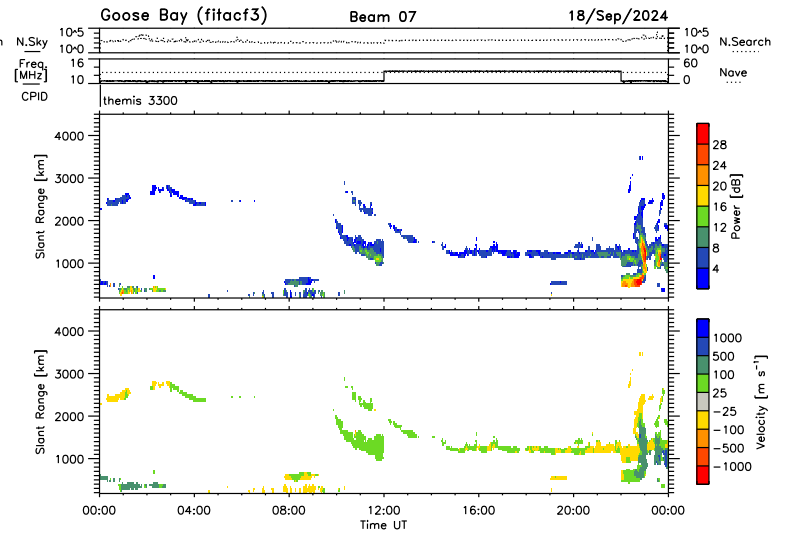 Goose Bay (fitacf3) Beam 07 18/Sep/2024
N.Sky 10^5 10^0 10^5 10^0 N.Search
Freq. [MHz] 16 10 60 0 Nave
CPID themis 3300
Slant Range [km] 4000 3000 2000 1000
Power [dB] 28 24 20 16 12 8 4
Slant Range [km] 4000 3000 2000 1000
Velocity [m s⁻¹] 1000 500 100 25 −25 −100 −500 −1000
00:00 04:00 08:00 12:00 16:00 20:00 00:00
Time UT